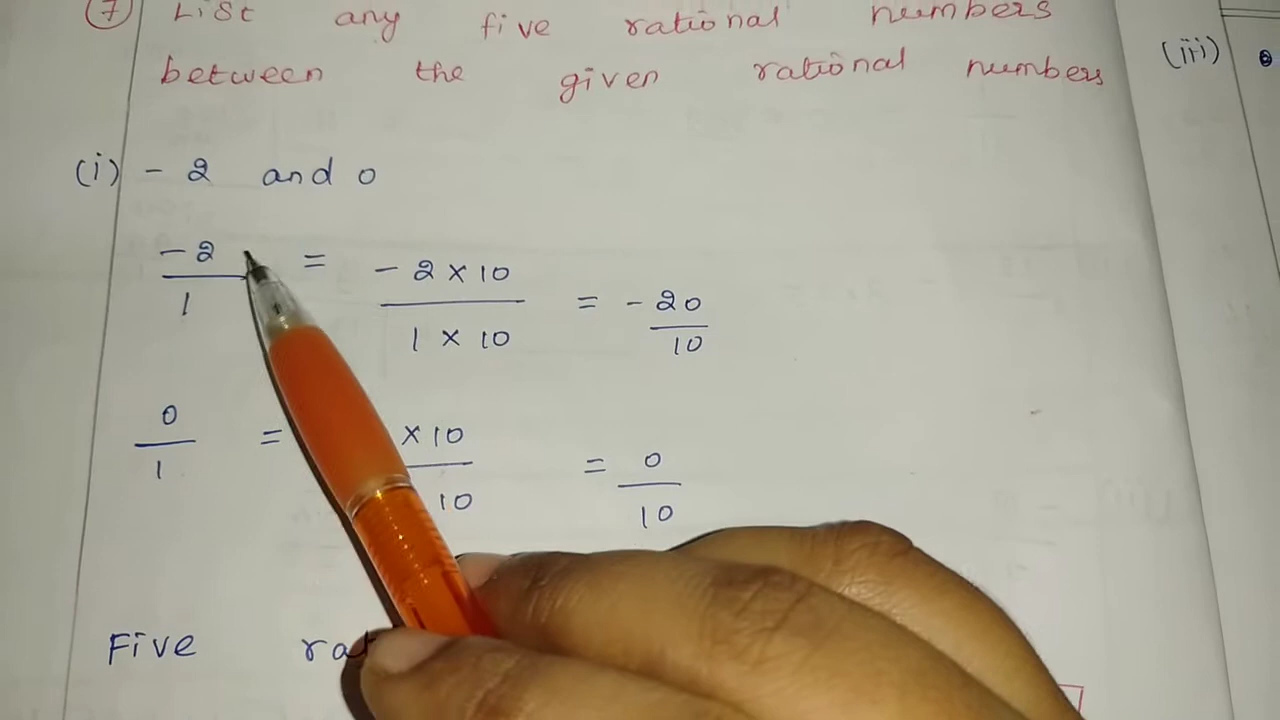 7 List any five rational numbers
between the given rational numbers
(iii)
(i) - 2 and 0
-2/1 = -2 × 10/1 × 10 = -20/10
0/1 = × 10/10 = 0/10
Five